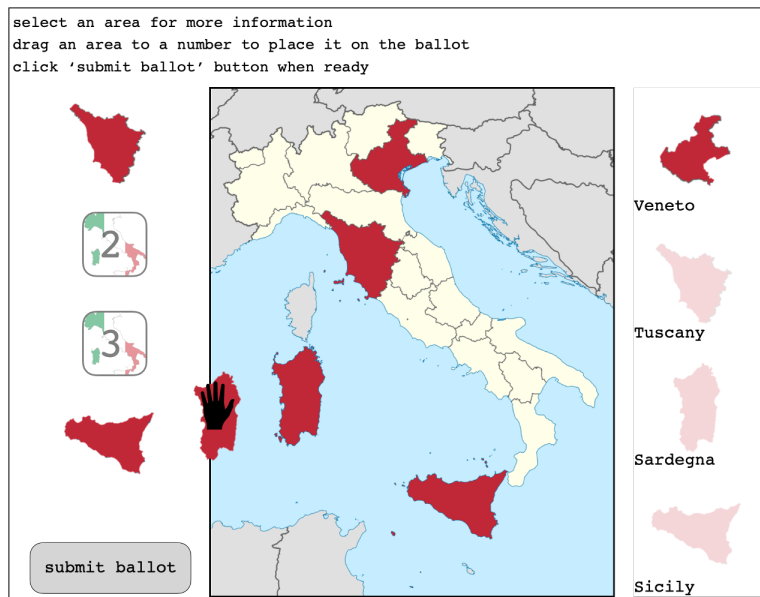 select an area for more information
drag an area to a number to place it on the ballot
click ‘submit ballot’ button when ready
2
3
submit ballot
Veneto
Tuscany
Sardegna
Sicily